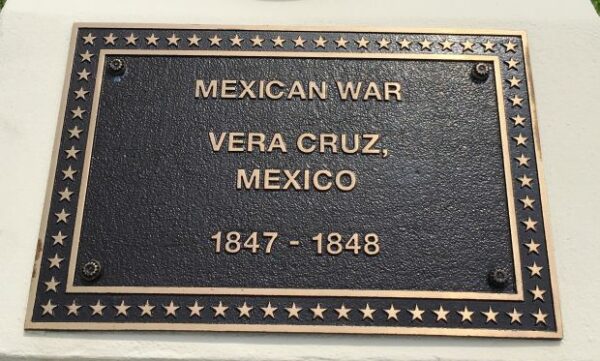 MEXICAN WAR
VERA CRUZ,
MEXICO
1847 - 1848